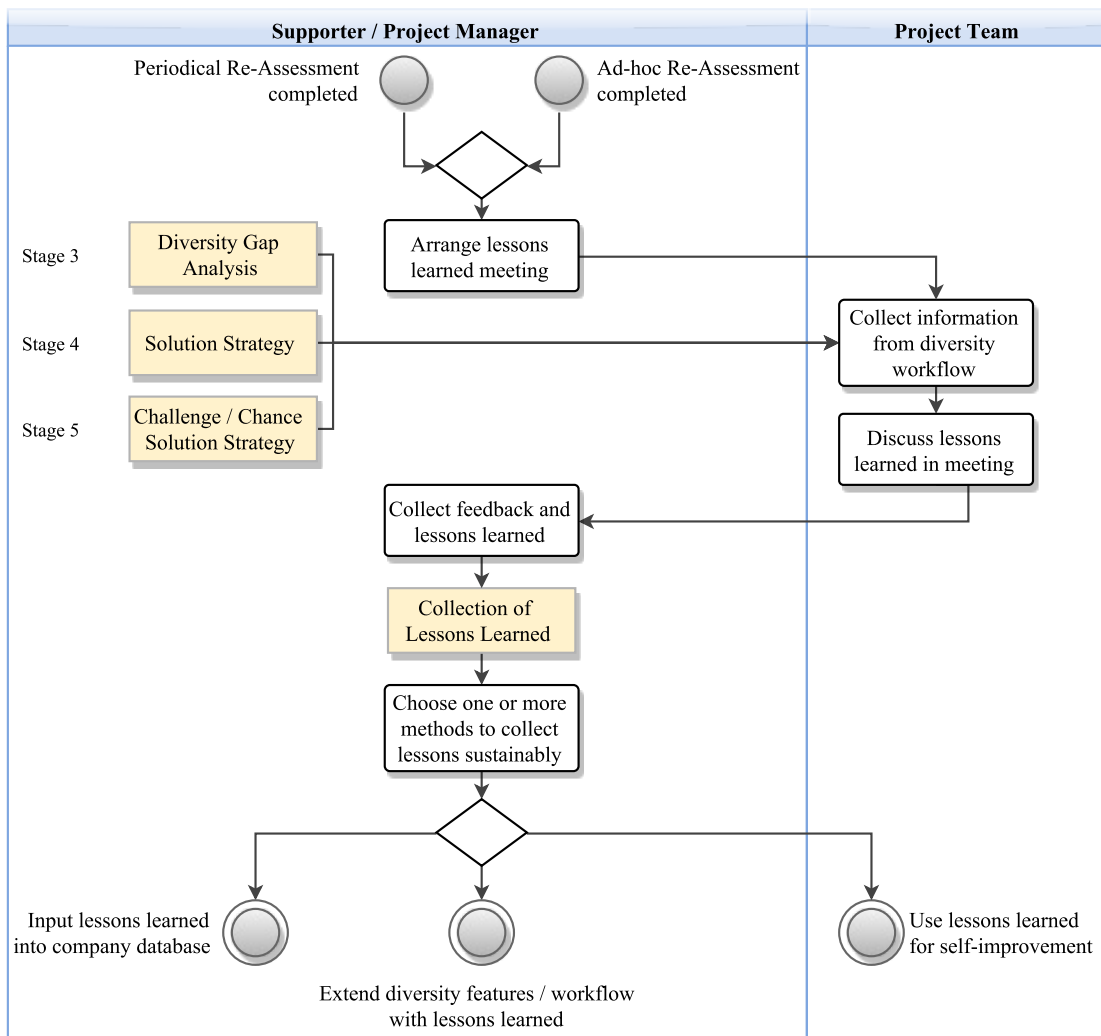 Supporter / Project Manager
Project Team
Periodical Re-Assessment
completed
Ad-hoc Re-Assessment
completed
Stage 3
Diversity Gap
Analysis
Arrange lessons
learned meeting
Stage 4
Solution Strategy
Collect information
from diversity
workflow
Stage 5
Challenge / Chance
Solution Strategy
Discuss lessons
learned in meeting
Collect feedback and
lessons learned
Collection of
Lessons Learned
Choose one or more
methods to collect
lessons sustainably
Input lessons learned
into company database
Extend diversity features / workflow
with lessons learned
Use lessons learned
for self-improvement